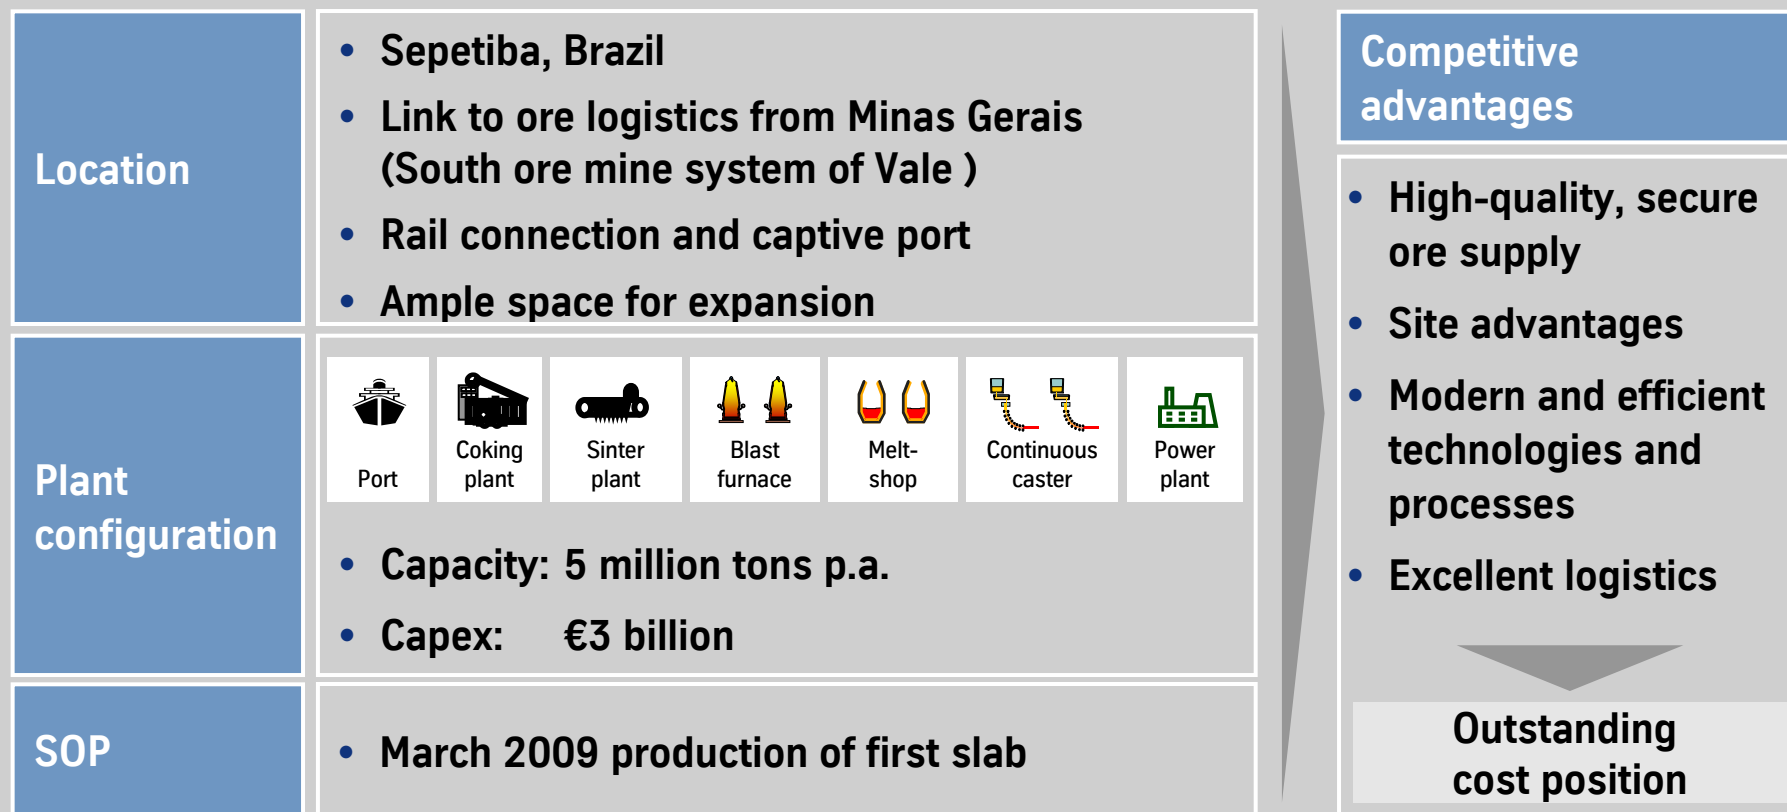 Location
• Sepetiba, Brazil
• Link to ore logistics from Minas Gerais
(South ore mine system of Vale )
• Rail connection and captive port
• Ample space for expansion
Plant
configuration
Port
Coking
plant
Sinter
plant
Blast
furnace
Melt-
shop
Continuous
caster
Power
plant
• Capacity: 5 million tons p.a.
• Capex: €3 billion
SOP
• March 2009 production of first slab
Competitive
advantages
• High-quality, secure
ore supply
• Site advantages
• Modern and efficient
technologies and
processes
• Excellent logistics
Outstanding
cost position